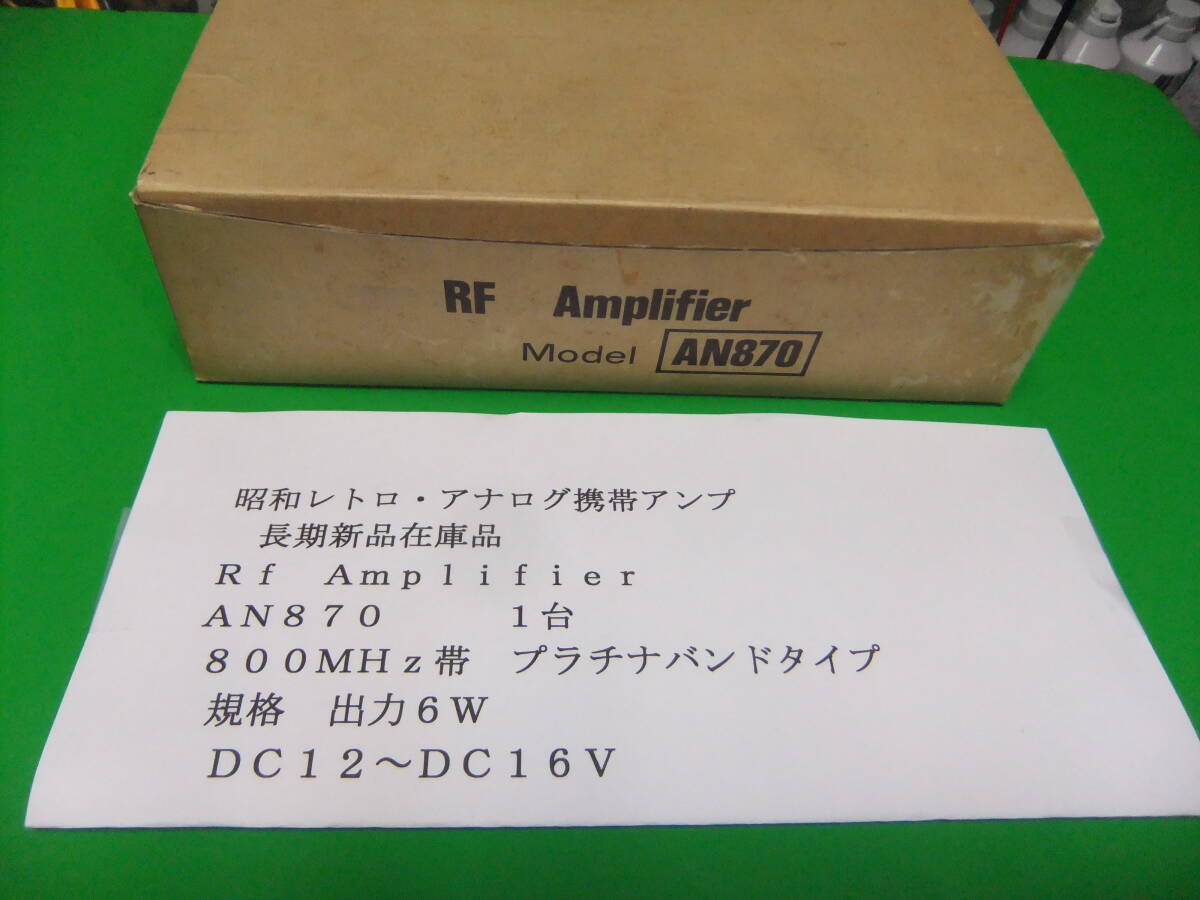 RF Amplifier
Model AN870
昭和レトロ・アナログ携帯アンプ
長期新品在庫品
Ｒｆ　Ａｍｐｌｉｆｉｅｒ
ＡＮ８７０　　　１台
８００ＭＨｚ帯　プラチナバンドタイプ
規格　出力６Ｗ
ＤＣ１２～ＤＣ１６Ｖ